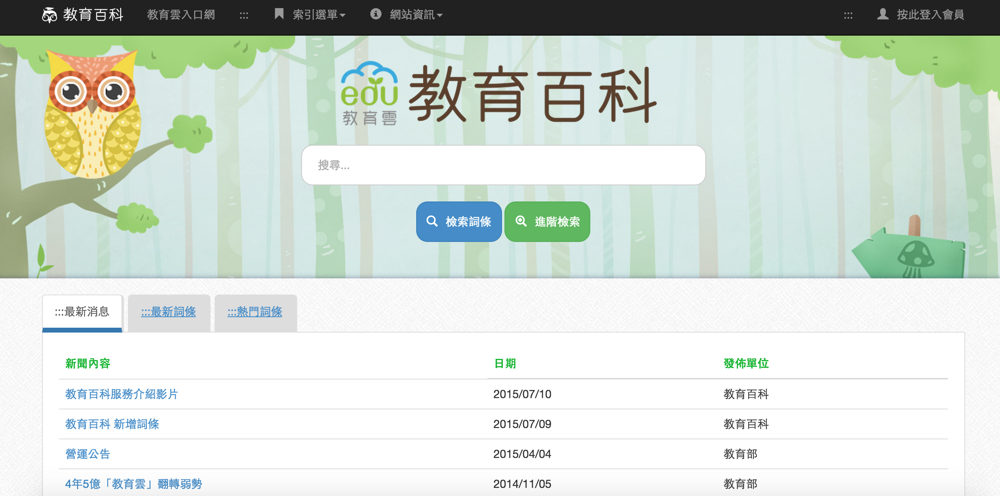 教育百科 教育雲入口網 ::: 索引選單 網站資訊 ::: 按此登入會員
edu 教育百科
教育雲
搜尋...
檢索詞條 進階檢索
:::最新消息 :::最新詞條 :::熱門詞條
新聞內容 日期 發佈單位
教育百科服務介紹影片 2015/07/10 教育百科
教育百科 新增詞條 2015/07/09 教育百科
營運公告 2015/04/04 教育部
4年5億「教育雲」翻轉弱勢 2014/11/05 教育部